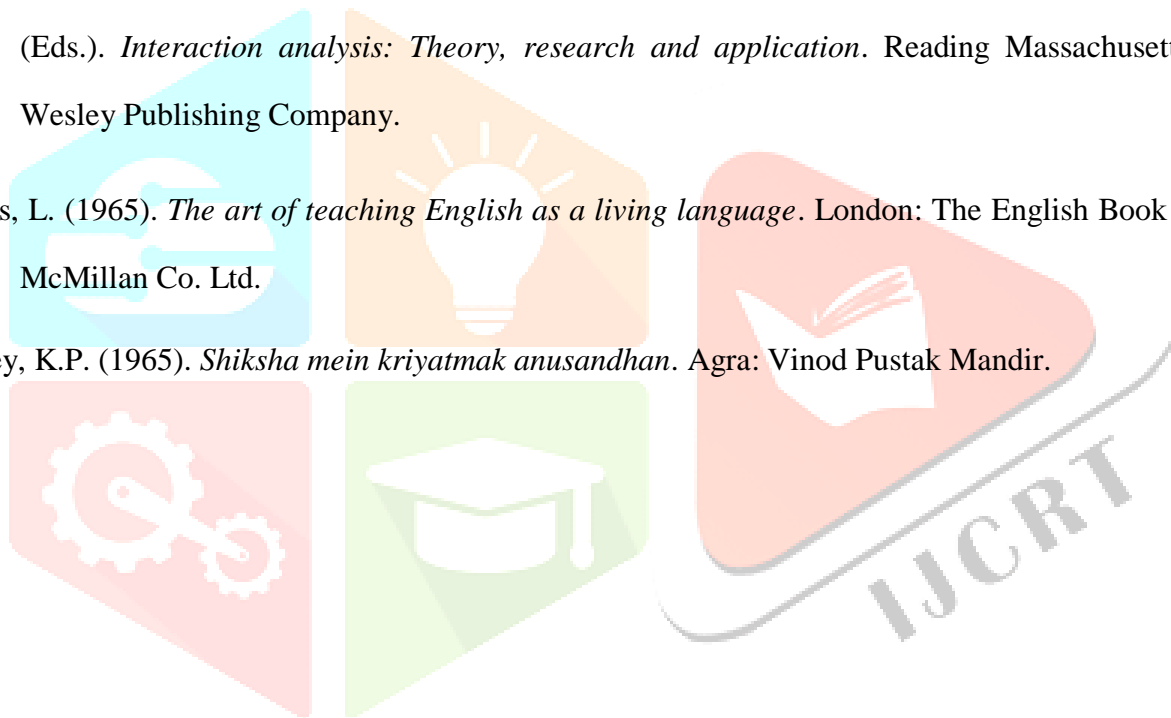 (Eds.). Interaction analysis: Theory, research and application. Reading Massachusett
Wesley Publishing Company.
s, L. (1965). The art of teaching English as a living language. London: The English Book
McMillan Co. Ltd.
ey, K.P. (1965). Shiksha mein kriyatmak anusandhan. Agra: Vinod Pustak Mandir.
IJCRT